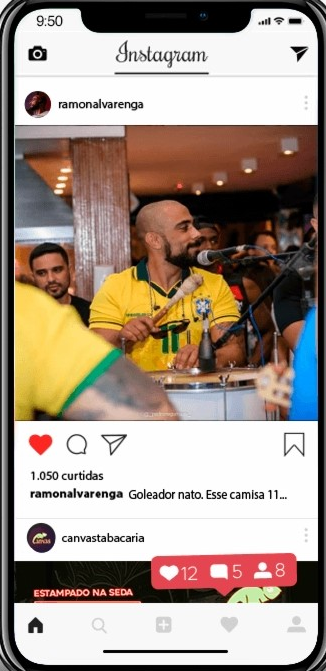 9:50
Instagram
ramonalvarenga
1.050 curtidas
ramonalvarenga Goleador nato. Esse camisa 11...
canvastabacaria
12 5 8
ESTAMPADO NA SEDA